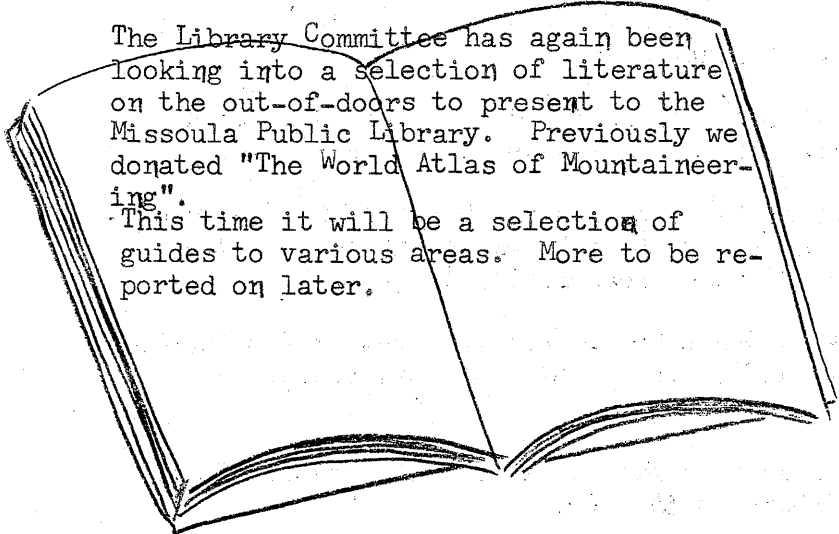 The Library Committee has again been
looking into a selection of literature
on the out-of-doors to present to the
Missoula Public Library.  Previously we
donated "The World Atlas of Mountaineer-
ing".
This time it will be a selection of
guides to various areas.  More to be re-
ported on later.